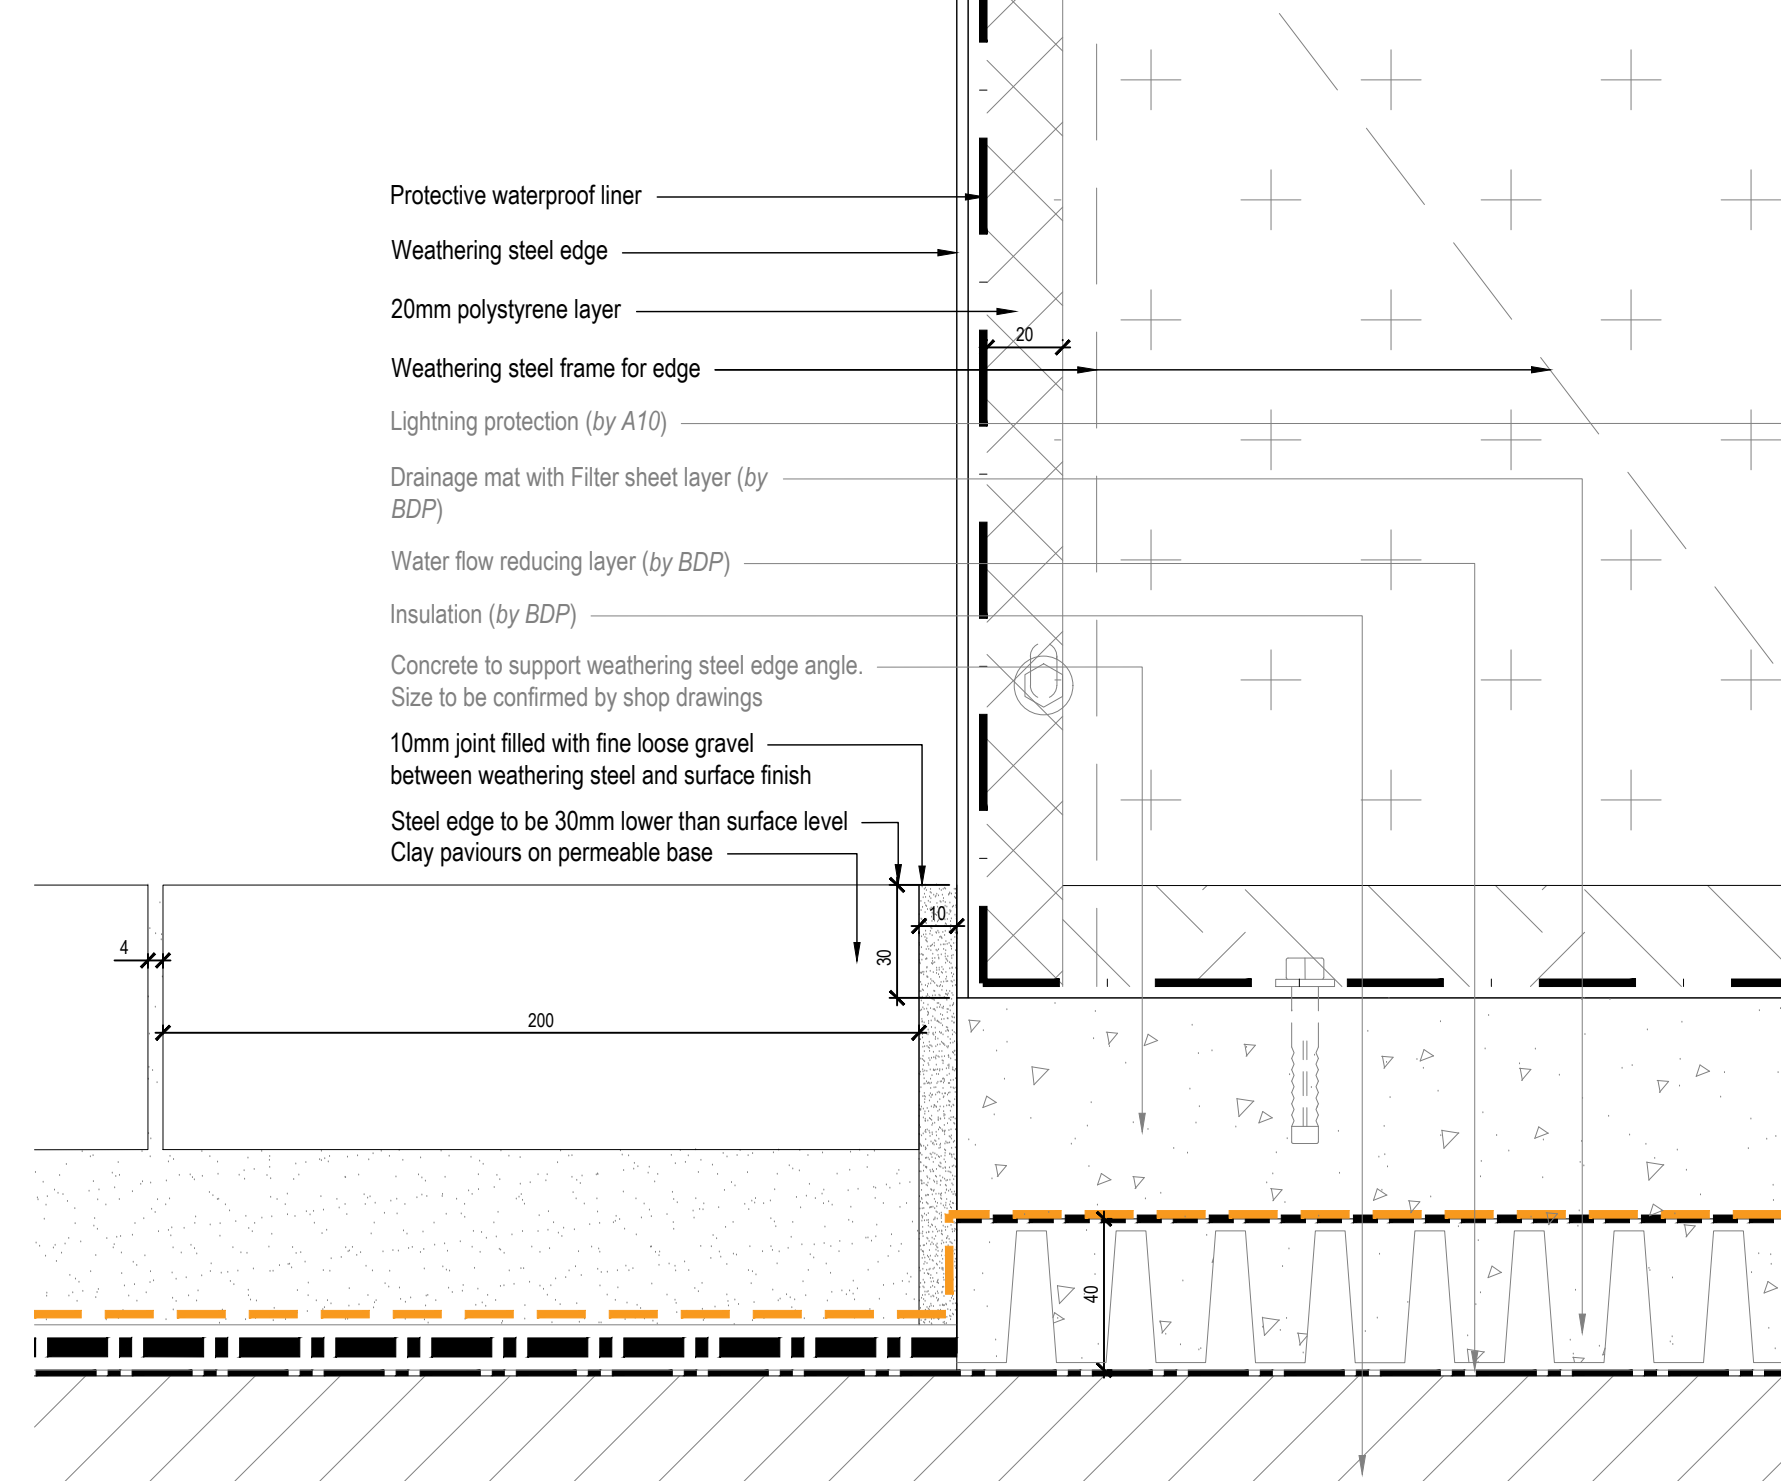 Protective waterproof liner
Weathering steel edge
20mm polystyrene layer
20
Weathering steel frame for edge
Lightning protection (by A10)
Drainage mat with Filter sheet layer (by
BDP)
Water flow reducing layer (by BDP)
Insulation (by BDP)
Concrete to support weathering steel edge angle.
Size to be confirmed by shop drawings
10mm joint filled with fine loose gravel
between weathering steel and surface finish
Steel edge to be 30mm lower than surface level
Clay paviours on permeable base
10
4
30
200
40